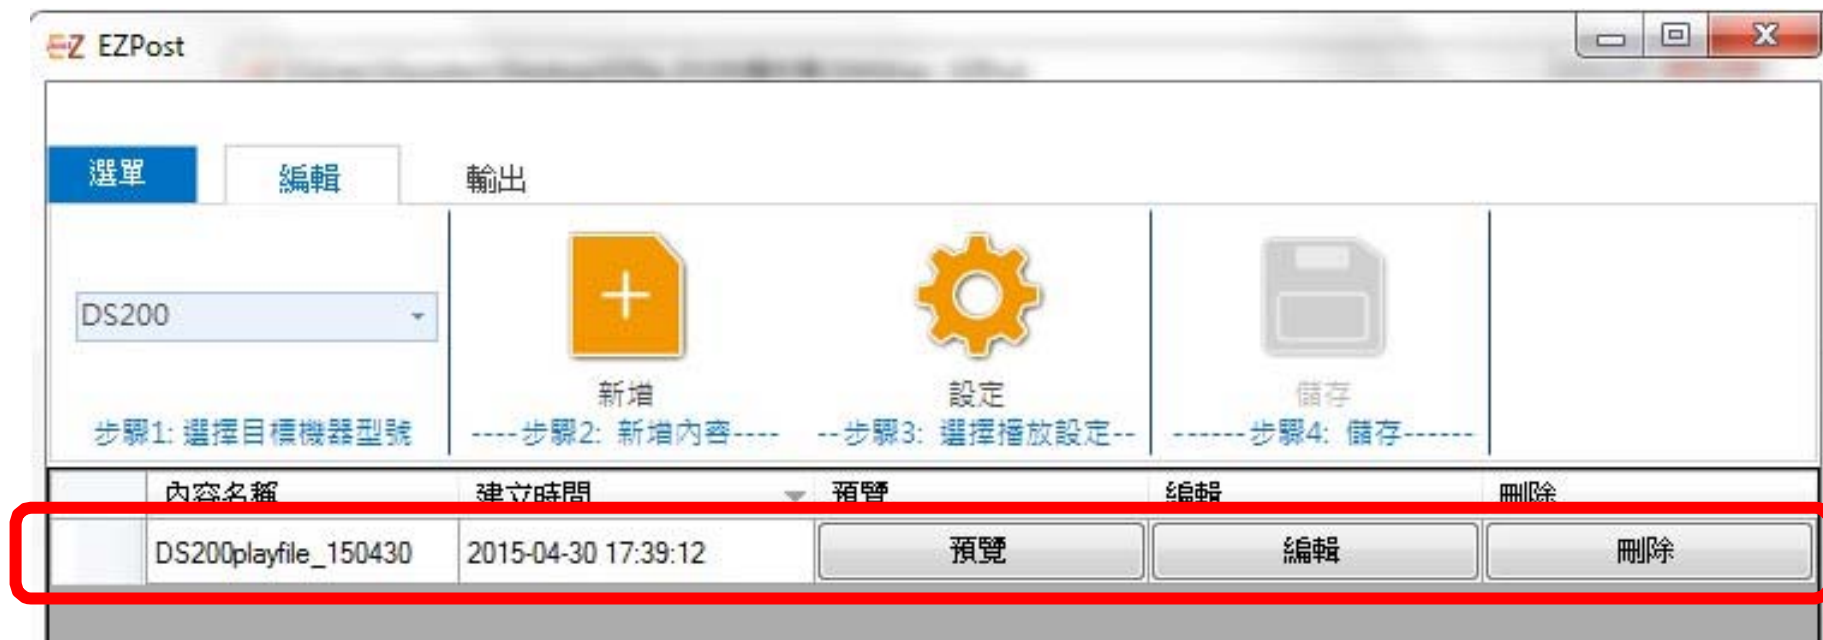 EZ EZPost
選單 編輯 輸出
DS200
新增 設定 儲存
步驟1: 選擇目標機器型號 ----步驟2: 新增內容---- --步驟3: 選擇播放設定-- ------步驟4: 儲存------
內容名稱 建立時間 預覽 編輯 刪除
DS200playfile_150430 2015-04-30 17:39:12 預覽 編輯 刪除